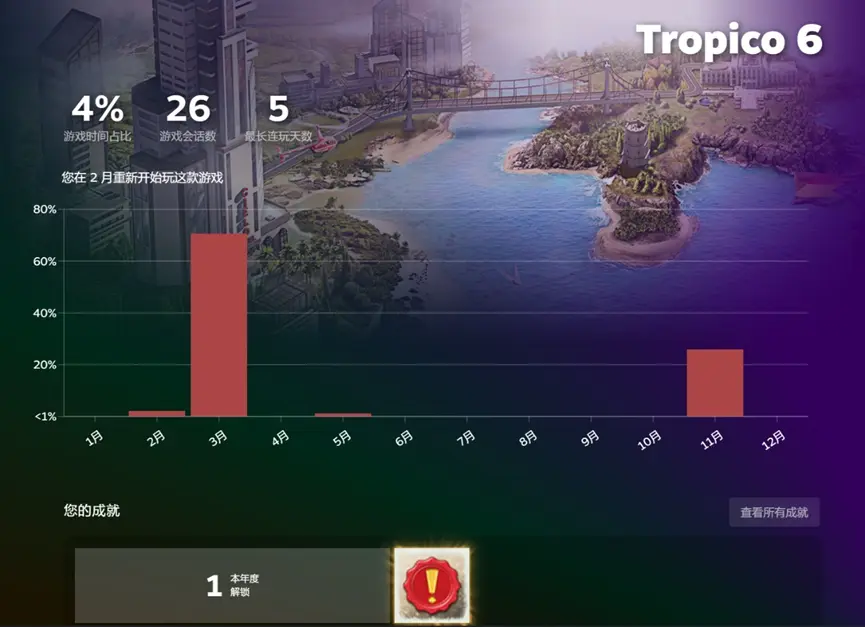 Tropico 6
4% 26 5
游戏时间占比 游戏会话数 最长连玩天数
您在 2 月重新开始玩这款游戏
80%
60%
40%
20%
<1%
1月 2月 3月 4月 5月 6月 7月 8月 9月 10月 11月 12月
您的成就 查看所有成就
1 本年度
解锁